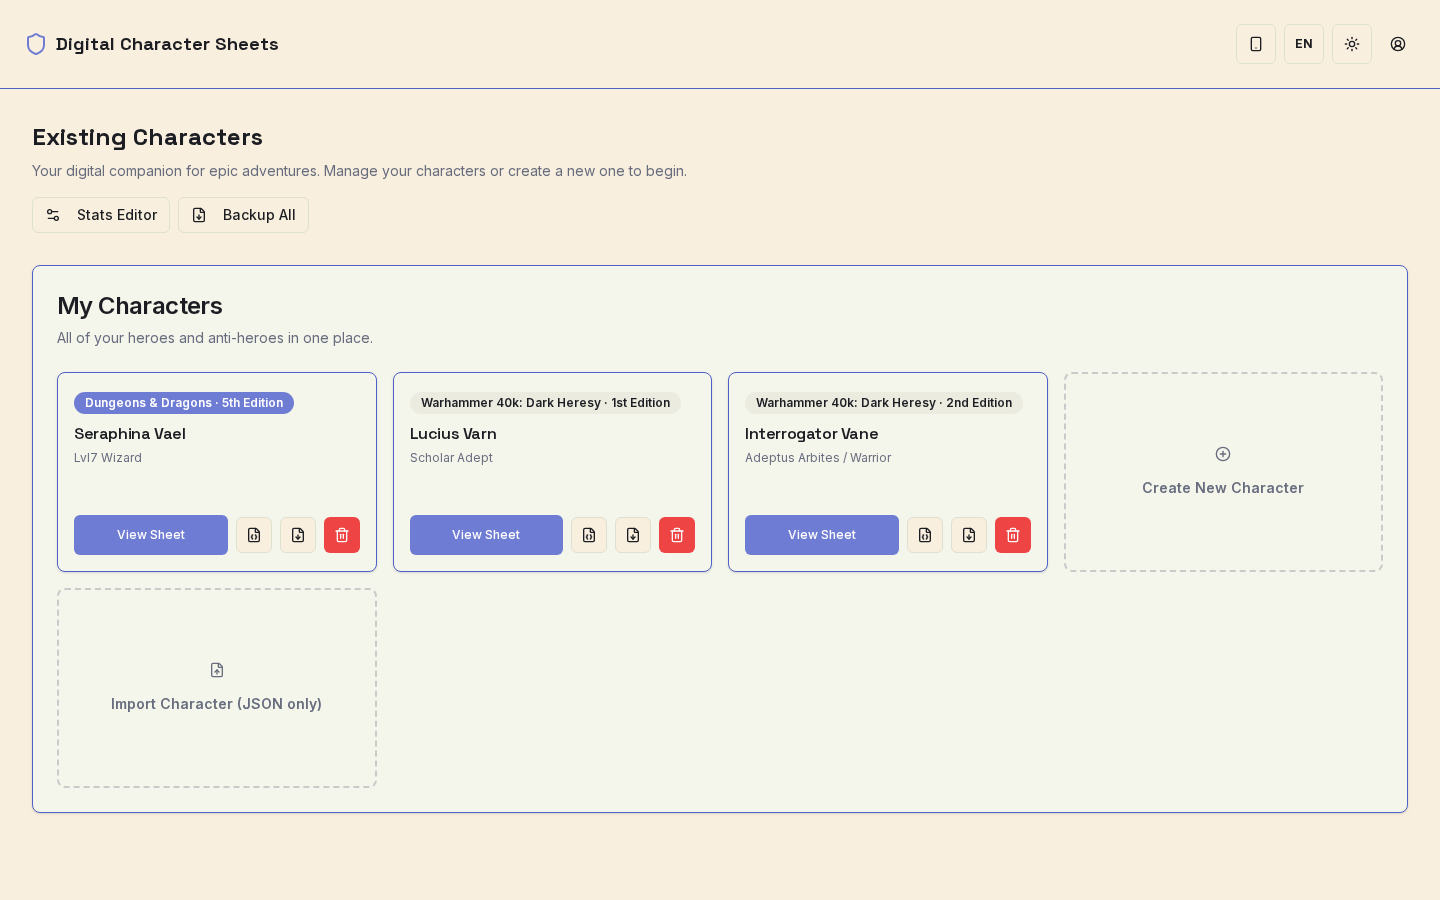 Digital Character Sheets
EN
Existing Characters
Your digital companion for epic adventures. Manage your characters or create a new one to begin.
Stats Editor
Backup All
My Characters
All of your heroes and anti-heroes in one place.
Dungeons & Dragons · 5th Edition
Seraphina Vael
Lvl7 Wizard
View Sheet
Warhammer 40k: Dark Heresy · 1st Edition
Lucius Varn
Scholar Adept
View Sheet
Warhammer 40k: Dark Heresy · 2nd Edition
Interrogator Vane
Adeptus Arbites / Warrior
View Sheet
Create New Character
Import Character (JSON only)